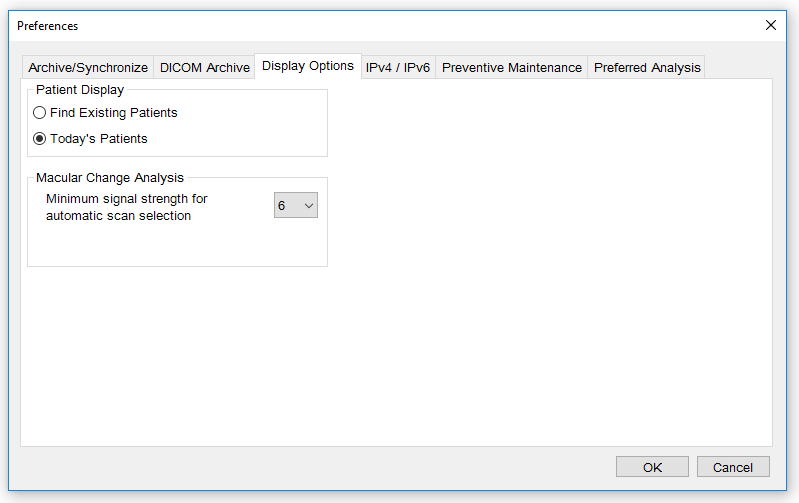 Preferences
Archive/Synchronize DICOM Archive Display Options IPv4 / IPv6 Preventive Maintenance Preferred Analysis
Patient Display
Find Existing Patients
Today's Patients
Macular Change Analysis
Minimum signal strength for
automatic scan selection
6
OK Cancel